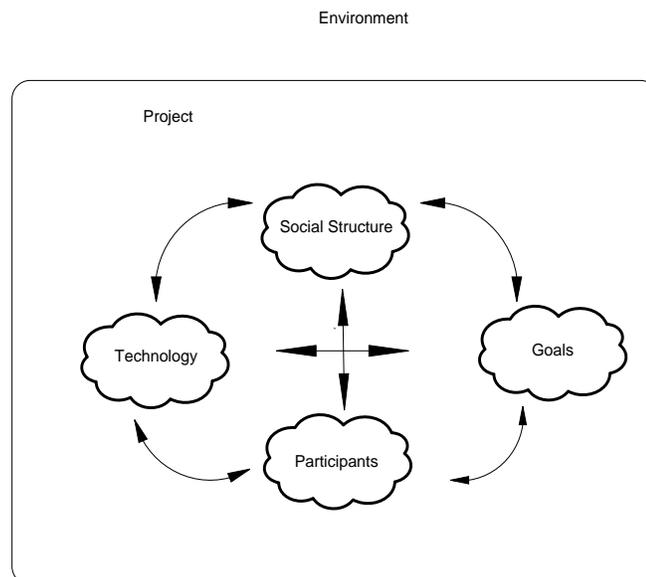 Environment
Project
Social Structure
Technology
Goals
Participants